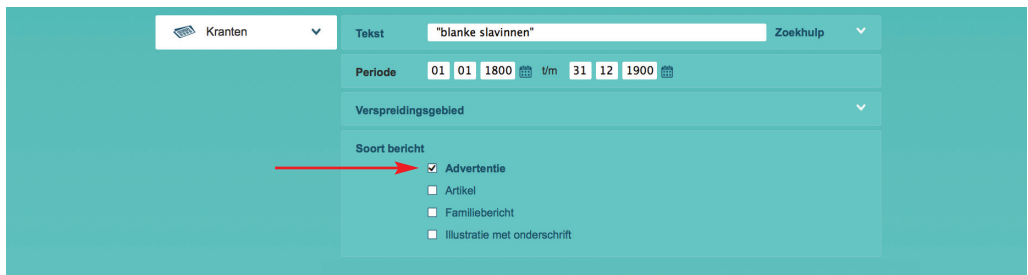 Kranten
Tekst "blanke slavinnen" Zoekhulp
Periode 01 01 1800 t/m 31 12 1900
Verspreidingsgebied
Soort bericht
Advertentie
Artikel
Familiebericht
Illustratie met onderschrift